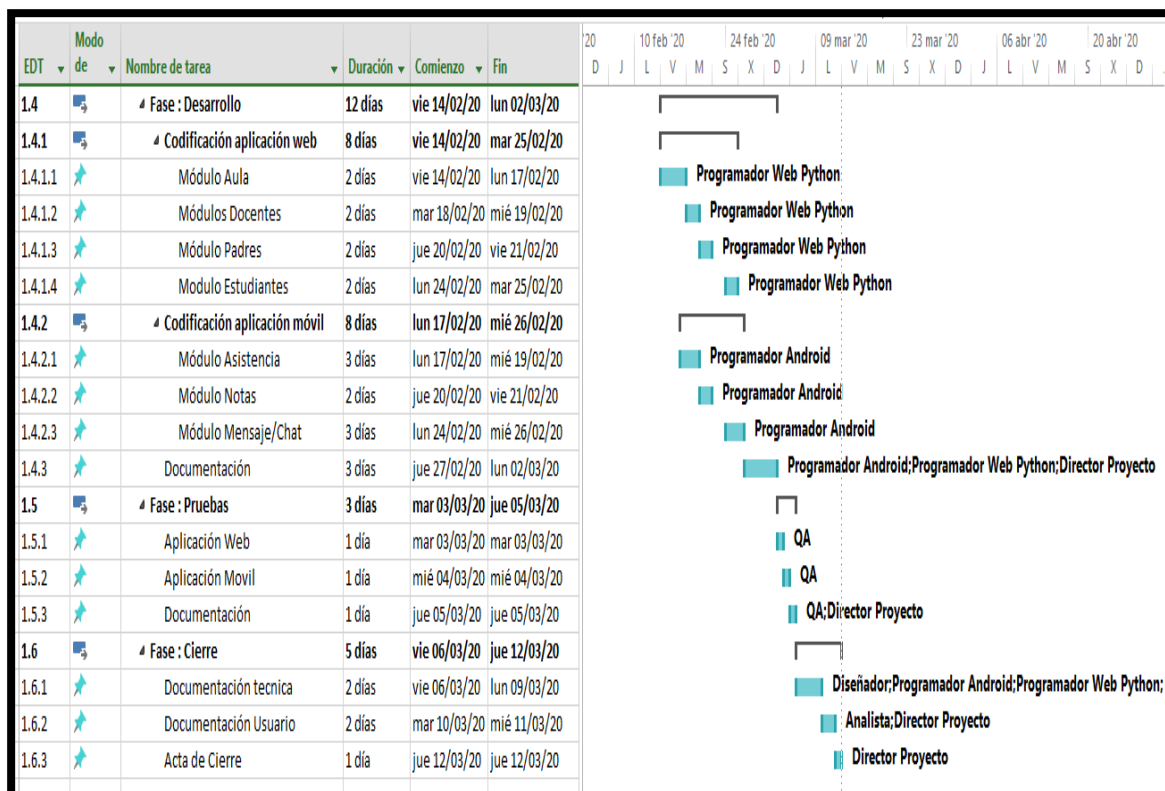 '20 10 feb '20 24 feb '20 09 mar '20 23 mar '20 06 abr '20 20 abr '20
EDT Modo de Nombre de tarea Duración Comienzo Fin D J L V M S X D J L V M S X D J L V M S X D
1.4 Fase : Desarrollo 12 días vie 14/02/20 lun 02/03/20
1.4.1 Codificación aplicación web 8 días vie 14/02/20 mar 25/02/20
1.4.1.1 Módulo Aula 2 días vie 14/02/20 lun 17/02/20 Programador Web Python
1.4.1.2 Módulos Docentes 2 días mar 18/02/20 mié 19/02/20 Programador Web Python
1.4.1.3 Módulo Padres 2 días jue 20/02/20 vie 21/02/20 Programador Web Python
1.4.1.4 Modulo Estudiantes 2 días lun 24/02/20 mar 25/02/20 Programador Web Python
1.4.2 Codificación aplicación móvil 8 días lun 17/02/20 mié 26/02/20
1.4.2.1 Módulo Asistencia 3 días lun 17/02/20 mié 19/02/20 Programador Android
1.4.2.2 Módulo Notas 2 días jue 20/02/20 vie 21/02/20 Programador Android
1.4.2.3 Módulo Mensaje/Chat 3 días lun 24/02/20 mié 26/02/20 Programador Android
1.4.3 Documentación 3 días jue 27/02/20 lun 02/03/20 Programador Android;Programador Web Python;Director Proyecto
1.5 Fase : Pruebas 3 días mar 03/03/20 jue 05/03/20
1.5.1 Aplicación Web 1 día mar 03/03/20 mar 03/03/20 QA
1.5.2 Aplicación Movil 1 día mié 04/03/20 mié 04/03/20 QA
1.5.3 Documentación 1 día jue 05/03/20 jue 05/03/20 QA;Director Proyecto
1.6 Fase : Cierre 5 días vie 06/03/20 jue 12/03/20
1.6.1 Documentación tecnica 2 días vie 06/03/20 lun 09/03/20 Diseñador;Programador Android;Programador Web Python;
1.6.2 Documentación Usuario 2 días mar 10/03/20 mié 11/03/20 Analista;Director Proyecto
1.6.3 Acta de Cierre 1 día jue 12/03/20 jue 12/03/20 Director Proyecto